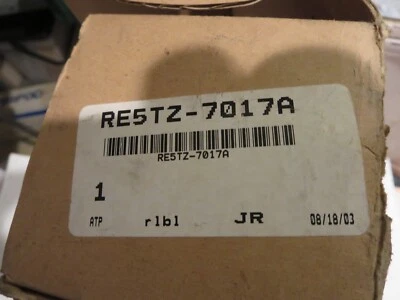 RE5TZ-7017A
RE5TZ-7017A
1
ATP rlbl JR 08/18/03